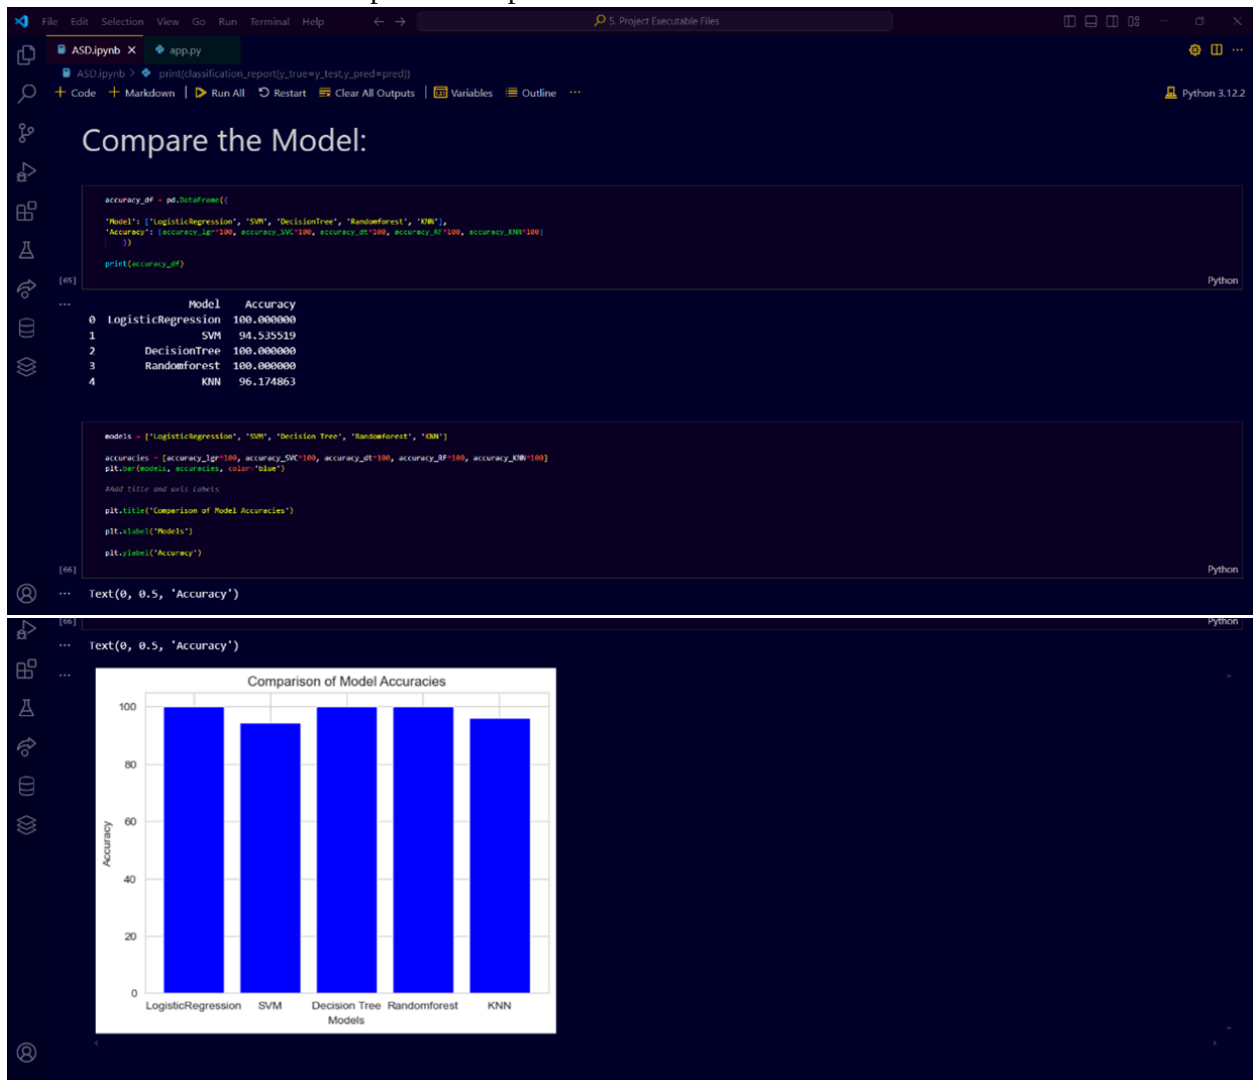 File Edit Selection View Go Run Terminal Help
5. Project Executable Files
ASD.ipynb
app.py
ASD.ipynb > print(classification_report(y_true=y_test,y_pred=pred))
+ Code + Markdown | Run All Restart Clear All Outputs | Variables Outline ...
Python 3.12.2
Compare the Model:
accuracy_df = pd.DataFrame({
'Model': ['LogisticRegression', 'SVM', 'DecisionTree', 'Randomforest', 'KNN'],
'Accuracy': [accuracy_lgr*100, accuracy_SVC*100, accuracy_dt*100, accuracy_RF*100, accuracy_KNN*100]
})
print(accuracy_df)
[65]
Python
Model Accuracy
0 LogisticRegression 100.000000
1 SVM 94.535519
2 DecisionTree 100.000000
3 Randomforest 100.000000
4 KNN 96.174863
models = ['LogisticRegression', 'SVM', 'Decision Tree', 'Randomforest', 'KNN']
accuracies = [accuracy_lgr*100, accuracy_SVC*100, accuracy_dt*100, accuracy_RF*100, accuracy_KNN*100]
plt.bar(models, accuracies, color='blue')
#Add title and axis labels
plt.title('Comparison of Model Accuracies')
plt.xlabel('Models')
plt.ylabel('Accuracy')
[66]
Python
Text(0, 0.5, 'Accuracy')
[66]
Python
Text(0, 0.5, 'Accuracy')
Comparison of Model Accuracies
100
80
60
40
20
0
Accuracy
LogisticRegression SVM Decision Tree Randomforest KNN
Models